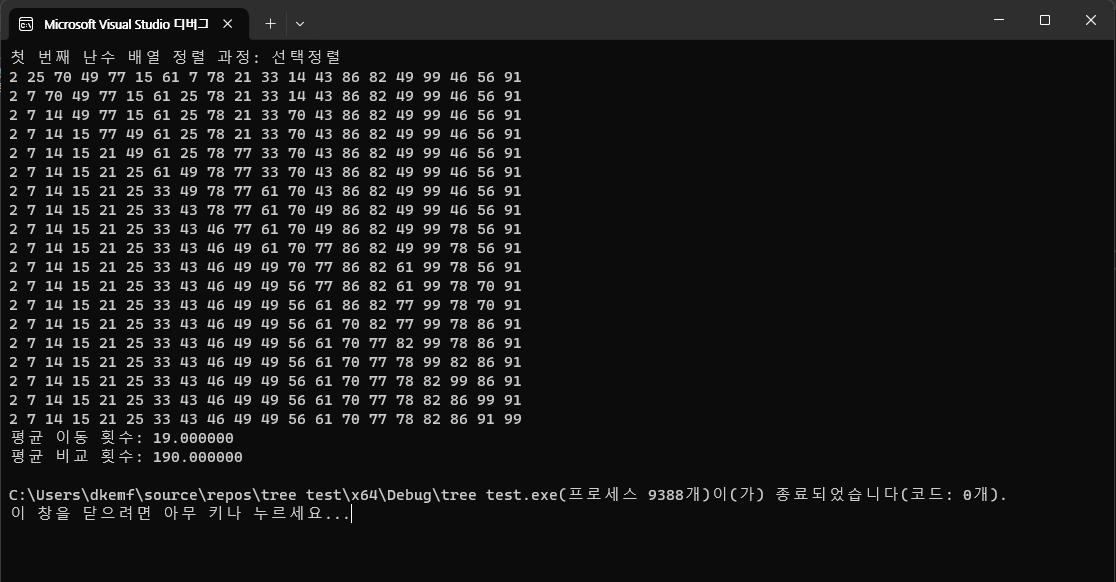 Microsoft Visual Studio 디버그
첫 번째 난수 배열 정렬 과정: 선택정렬
2 25 70 49 77 15 61 7 78 21 33 14 43 86 82 49 99 46 56 91
2 7 70 49 77 15 61 25 78 21 33 14 43 86 82 49 99 46 56 91
2 7 14 49 77 15 61 25 78 21 33 70 43 86 82 49 99 46 56 91
2 7 14 15 77 49 61 25 78 21 33 70 43 86 82 49 99 46 56 91
2 7 14 15 21 49 61 25 78 77 33 70 43 86 82 49 99 46 56 91
2 7 14 15 21 25 61 49 78 77 33 70 43 86 82 49 99 46 56 91
2 7 14 15 21 25 33 49 78 77 61 70 43 86 82 49 99 46 56 91
2 7 14 15 21 25 33 43 78 77 61 70 49 86 82 49 99 46 56 91
2 7 14 15 21 25 33 43 46 77 61 70 49 86 82 49 99 78 56 91
2 7 14 15 21 25 33 43 46 49 61 70 77 86 82 49 99 78 56 91
2 7 14 15 21 25 33 43 46 49 49 70 77 86 82 61 99 78 56 91
2 7 14 15 21 25 33 43 46 49 49 56 77 86 82 61 99 78 70 91
2 7 14 15 21 25 33 43 46 49 49 56 61 86 82 77 99 78 70 91
2 7 14 15 21 25 33 43 46 49 49 56 61 70 82 77 99 78 86 91
2 7 14 15 21 25 33 43 46 49 49 56 61 70 77 82 99 78 86 91
2 7 14 15 21 25 33 43 46 49 49 56 61 70 77 78 99 82 86 91
2 7 14 15 21 25 33 43 46 49 49 56 61 70 77 78 82 99 86 91
2 7 14 15 21 25 33 43 46 49 49 56 61 70 77 78 82 86 99 91
2 7 14 15 21 25 33 43 46 49 49 56 61 70 77 78 82 86 91 99
평균 이동 횟수: 19.000000
평균 비교 횟수: 190.000000
C:\Users\dkemf\source\repos\tree test\x64\Debug\tree test.exe(프로세스 9388개)이(가) 종료되었습니다(코드: 0개).
이 창을 닫으려면 아무 키나 누르세요...